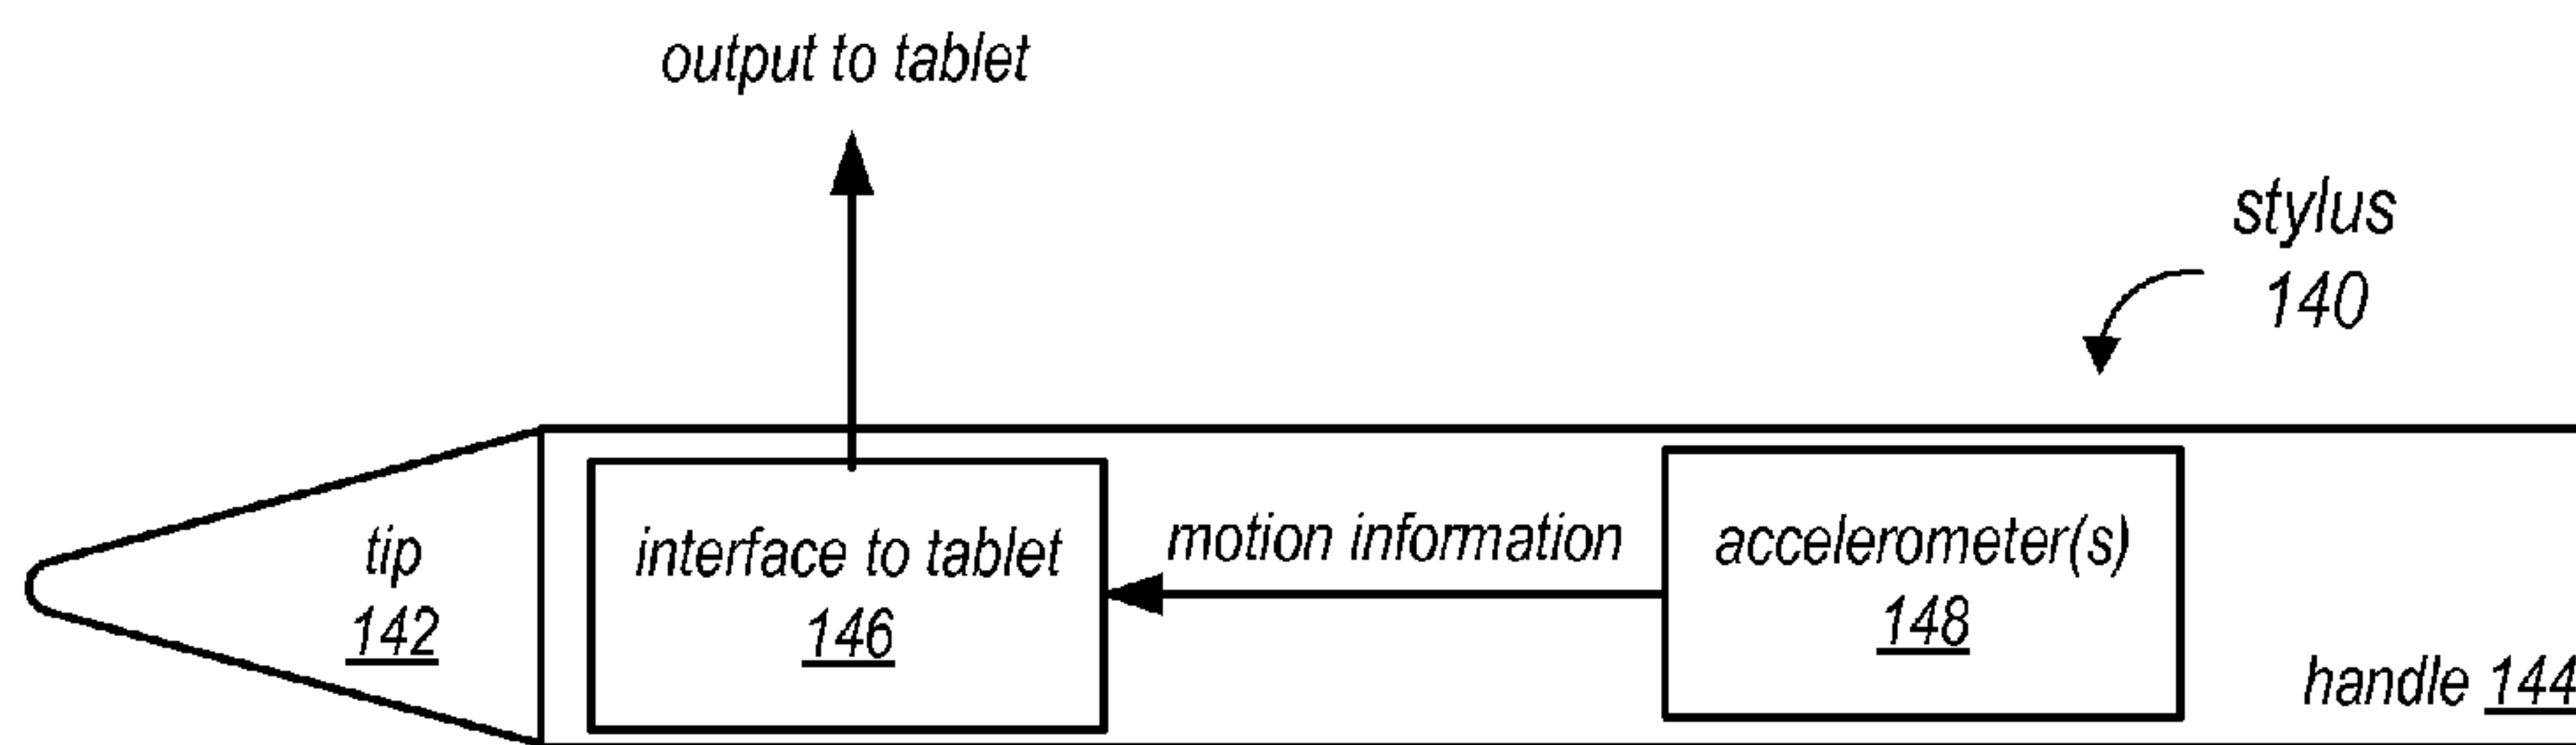 output to tablet
stylus
140
tip
142
interface to tablet
146
motion information
accelerometer(s)
148
handle 144